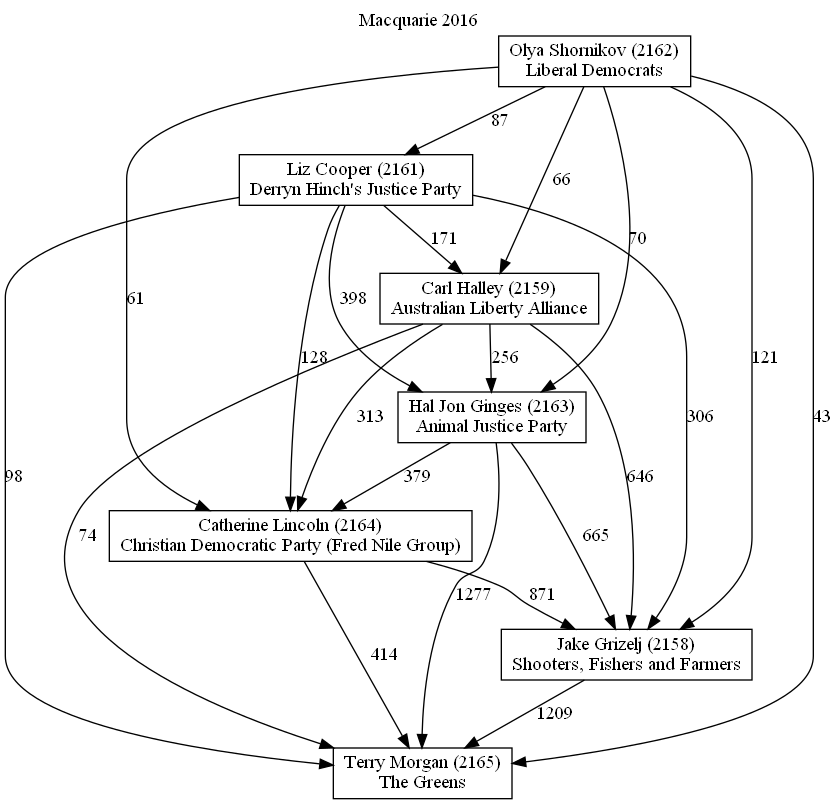 Macquarie 2016
Olya Shornikov (2162)
Liberal Democrats
87
Liz Cooper (2161)
Derryn Hinch's Justice Party
66
171
70
Carl Halley (2159)
Australian Liberty Alliance
61
398
128
256
121
313
306
43
Hal Jon Ginges (2163)
Animal Justice Party
98
379
646
Catherine Lincoln (2164)
Christian Democratic Party (Fred Nile Group)
74
665
1277
871
Jake Grizelj (2158)
Shooters, Fishers and Farmers
414
1209
Terry Morgan (2165)
The Greens